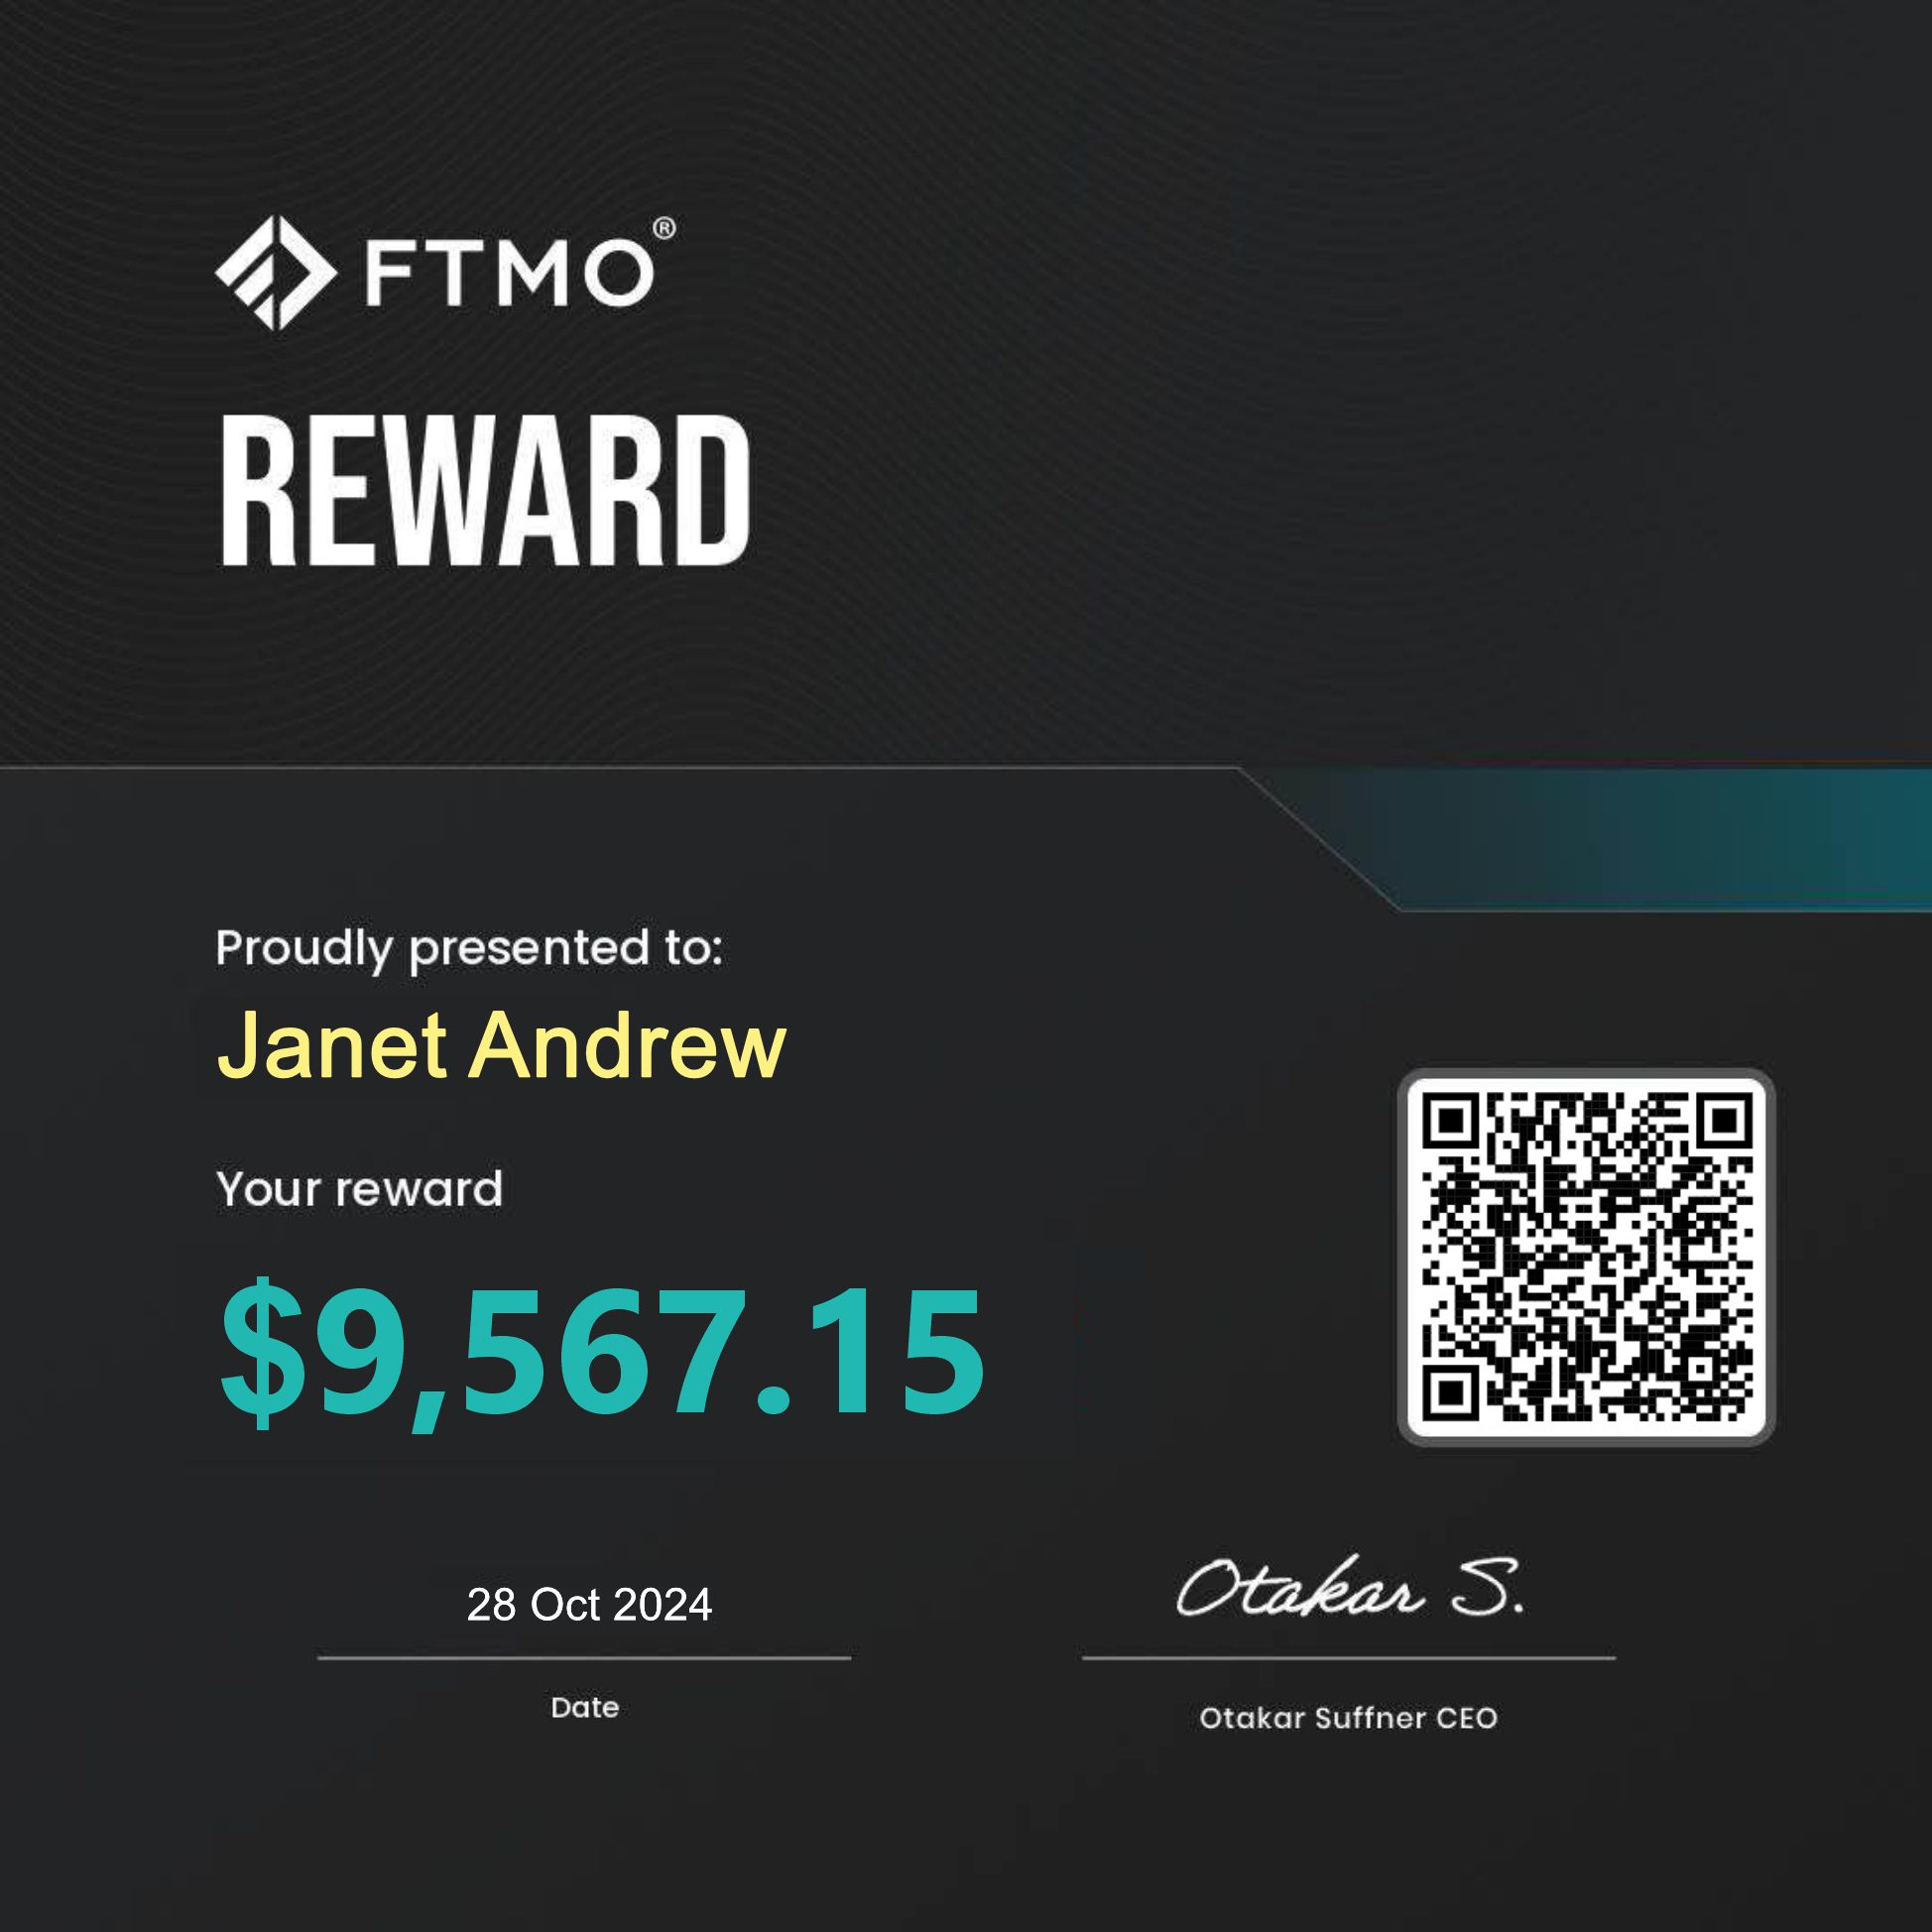 FTMO®
REWARD
Proudly presented to:
Janet Andrew
Your reward
$9,567.15
28 Oct 2024
Date
Otakar S.
Otakar Suffner CEO